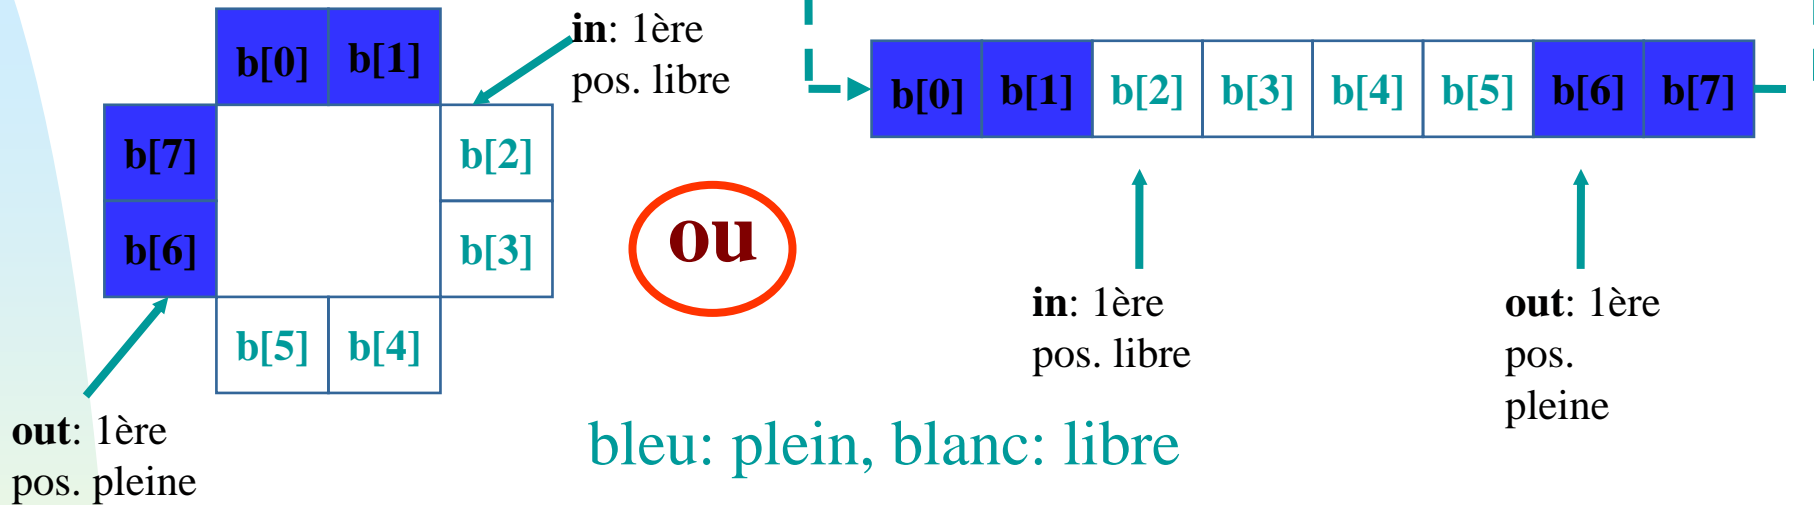 b[0] b[1]
in: 1ère
pos. libre
b[7] b[2]
b[6] b[3]
b[5] b[4]
out: 1ère
pos. pleine
ou
b[0] b[1] b[2] b[3] b[4] b[5] b[6] b[7]
in: 1ère
pos. libre
out: 1ère
pos.
pleine
bleu: plein, blanc: libre